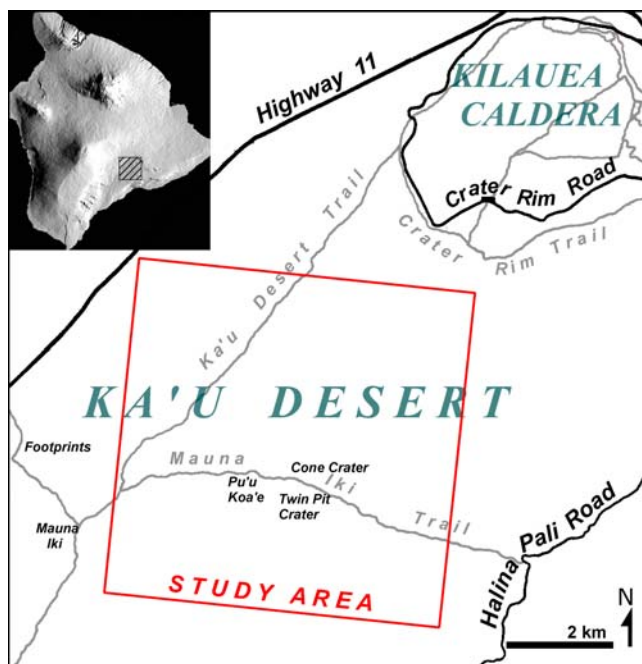 Highway 11
KILAUEA
CALDERA
Crater Rim Road
Crater Rim Trail
Ka'u Desert Trail
KA'U DESERT
Footprints
Mauna Iki Trail
Cone Crater
Pu'u
Koa'e
Twin Pit
Crater
Mauna
Iki
Halina Pali Road
STUDY AREA
N
2 km